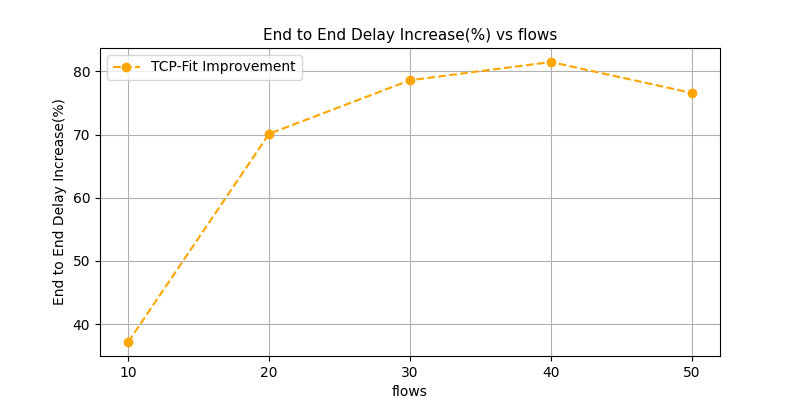 End to End Delay Increase(%) vs flows
TCP-Fit Improvement
End to End Delay Increase(%)
80
70
60
50
40
10 20 30 40 50
flows